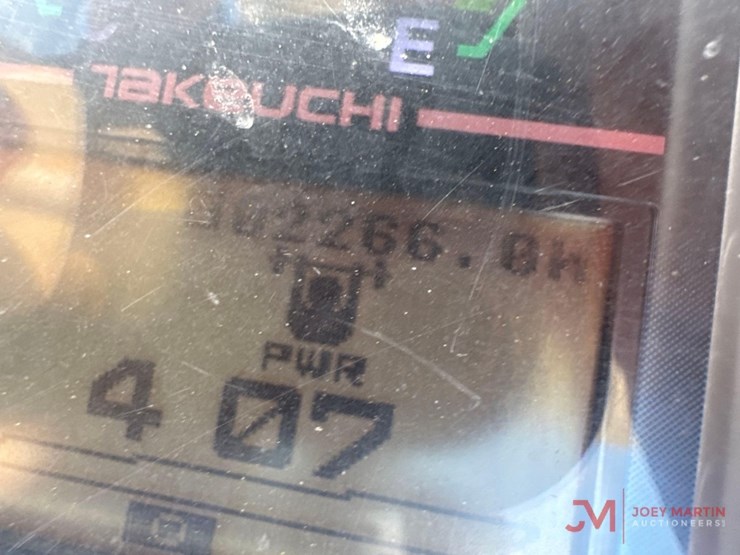 E
TAKEUCHI
002266.0H
PWR
4 07
JM JOEY MARTIN
AUCTIONEERS!